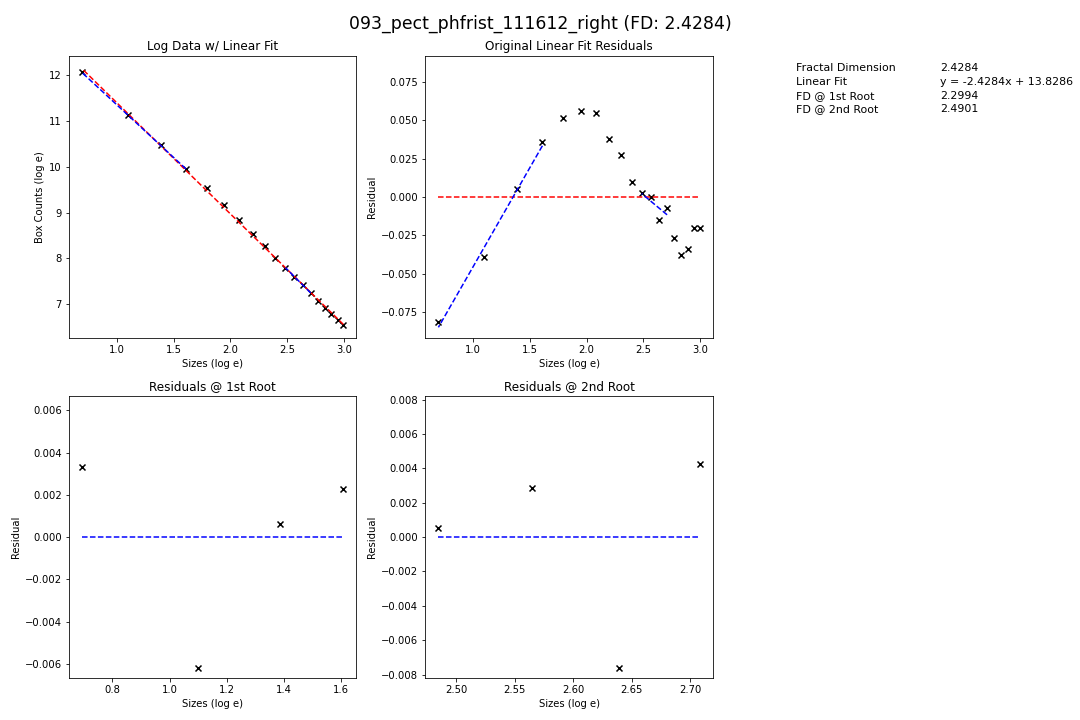 093_pect_phfrist_111612_right (FD: 2.4284)
Log Data w/ Linear Fit
12
11
10
9
8
7
Box Counts (log e)
1.0 1.5 2.0 2.5 3.0
Sizes (log e)
Original Linear Fit Residuals
0.075
0.050
0.025
0.000
−0.025
−0.050
−0.075
Residual
1.0 1.5 2.0 2.5 3.0
Sizes (log e)
Fractal Dimension 2.4284
Linear Fit y = -2.4284x + 13.8286
FD @ 1st Root 2.2994
FD @ 2nd Root 2.4901
Residuals @ 1st Root
0.006
0.004
0.002
0.000
−0.002
−0.004
−0.006
Residual
0.8 1.0 1.2 1.4 1.6
Sizes (log e)
Residuals @ 2nd Root
0.008
0.006
0.004
0.002
0.000
−0.002
−0.004
−0.006
−0.008
Residual
2.50 2.55 2.60 2.65 2.70
Sizes (log e)